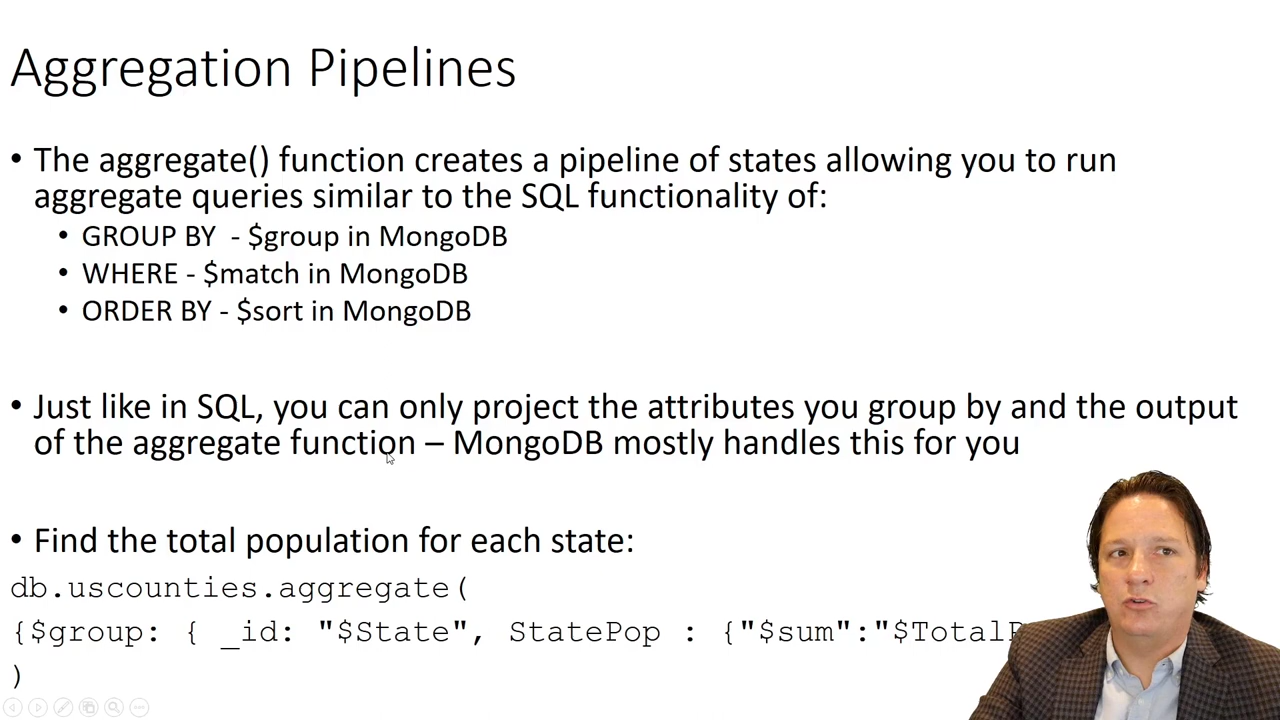 Aggregation Pipelines
• The aggregate() function creates a pipeline of states allowing you to run
aggregate queries similar to the SQL functionality of:
• GROUP BY - $group in MongoDB
• WHERE - $match in MongoDB
• ORDER BY - $sort in MongoDB
• Just like in SQL, you can only project the attributes you group by and the output
of the aggregate function – MongoDB mostly handles this for you
• Find the total population for each state:
db.uscounties.aggregate(
{$group: { _id: "$State", StatePop : {"$sum":"$Total
)